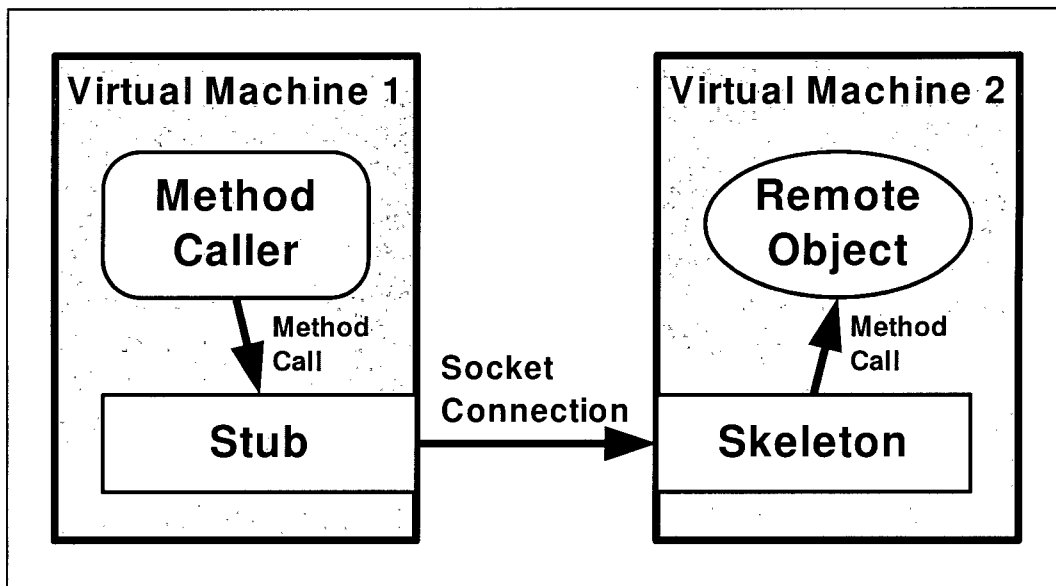 Virtual Machine 1
Method
Caller
Method
Call
Stub
Socket
Connection
Virtual Machine 2
Remote
Object
Method
Call
Skeleton